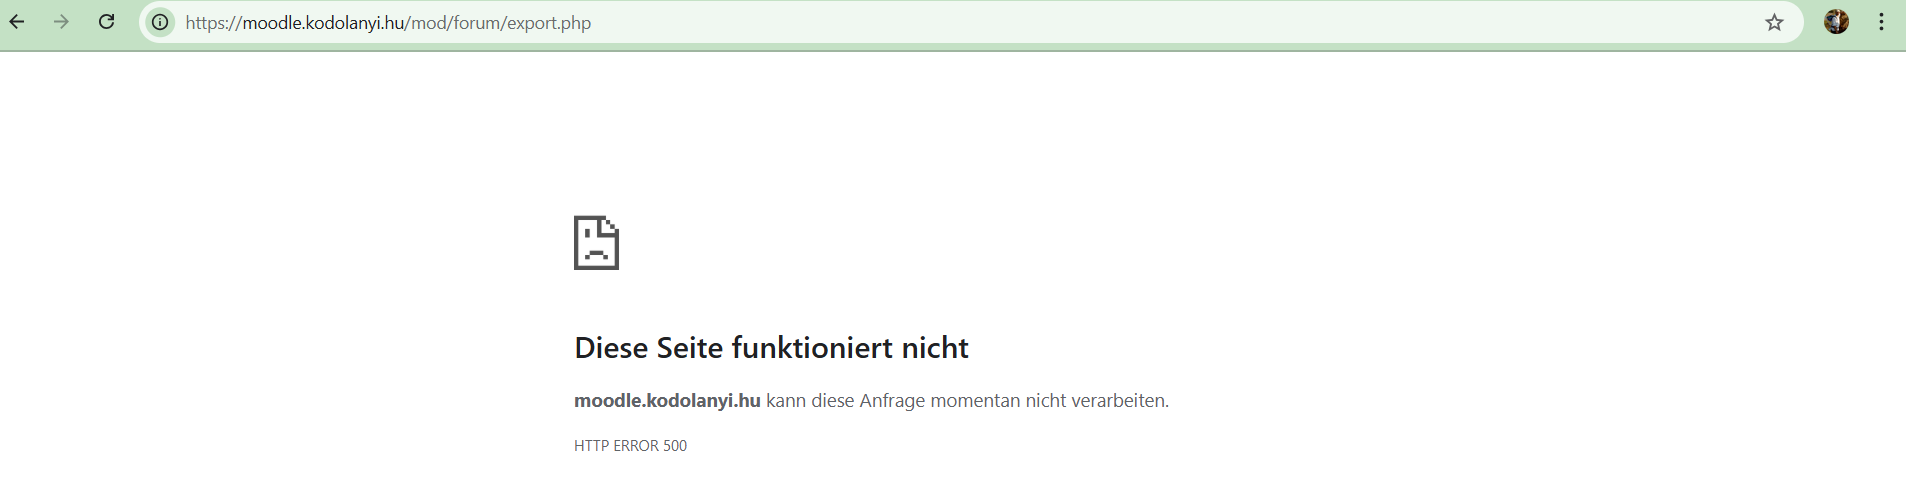 https://moodle.kodolanyi.hu/mod/forum/export.php
Diese Seite funktioniert nicht
moodle.kodolanyi.hu kann diese Anfrage momentan nicht verarbeiten.
HTTP ERROR 500